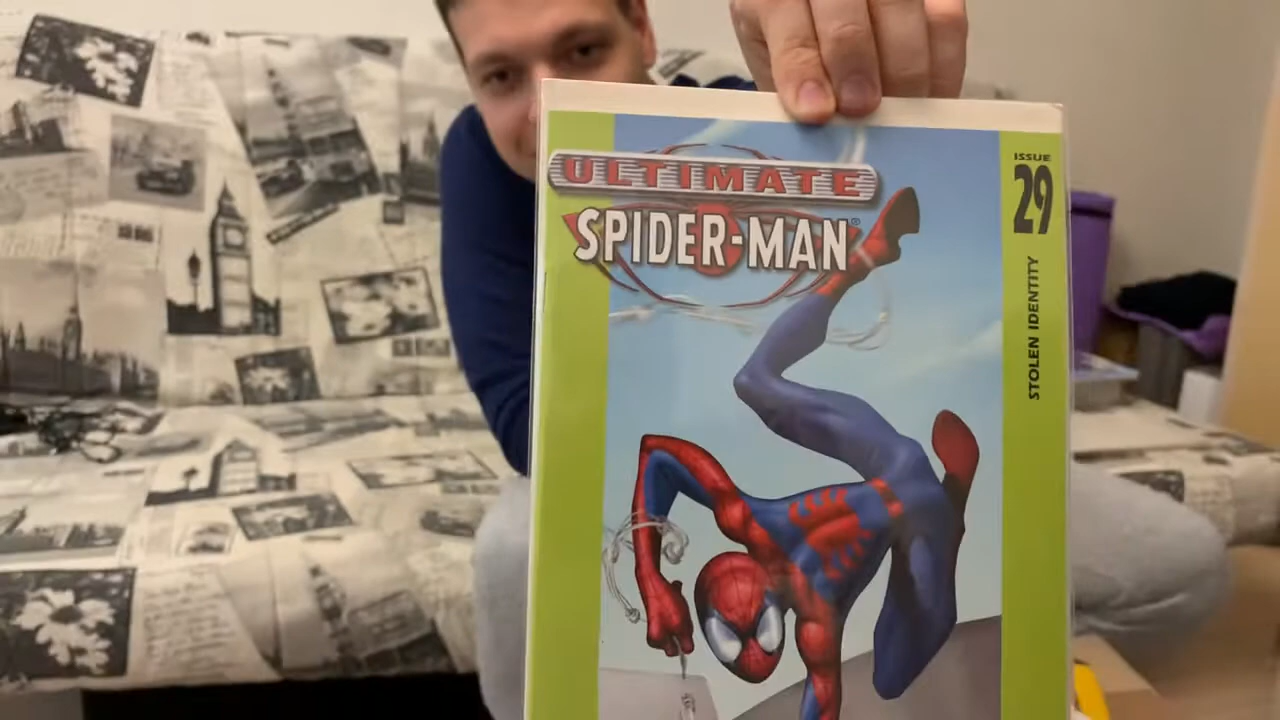 ULTIMATE
SPIDER-MAN®
ISSUE
29
STOLEN IDENTITY